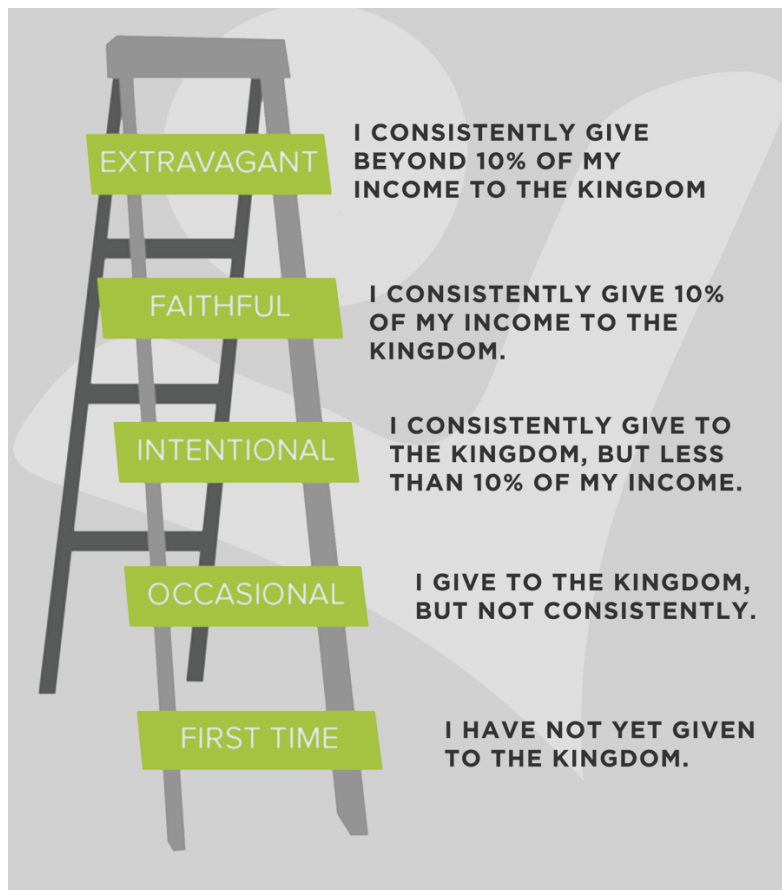 EXTRAVAGANT
I CONSISTENTLY GIVE
BEYOND 10% OF MY
INCOME TO THE KINGDOM
FAITHFUL
I CONSISTENTLY GIVE 10%
OF MY INCOME TO THE
KINGDOM.
INTENTIONAL
I CONSISTENTLY GIVE TO
THE KINGDOM, BUT LESS
THAN 10% OF MY INCOME.
OCCASIONAL
I GIVE TO THE KINGDOM,
BUT NOT CONSISTENTLY.
FIRST TIME
I HAVE NOT YET GIVEN
TO THE KINGDOM.